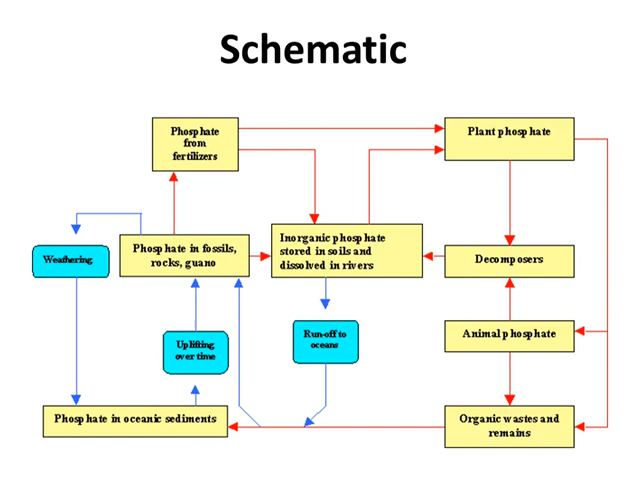 Schematic
Phosphate
from
fertilizers
Plant phosphate
Weathering
Phosphate in fossils,
rocks, guano
Inorganic phosphate
stored in soils and
dissolved in rivers
Decomposers
Uplifting
over time
Run-off to
oceans
Animal phosphate
Phosphate in oceanic sediments
Organic wastes and
remains